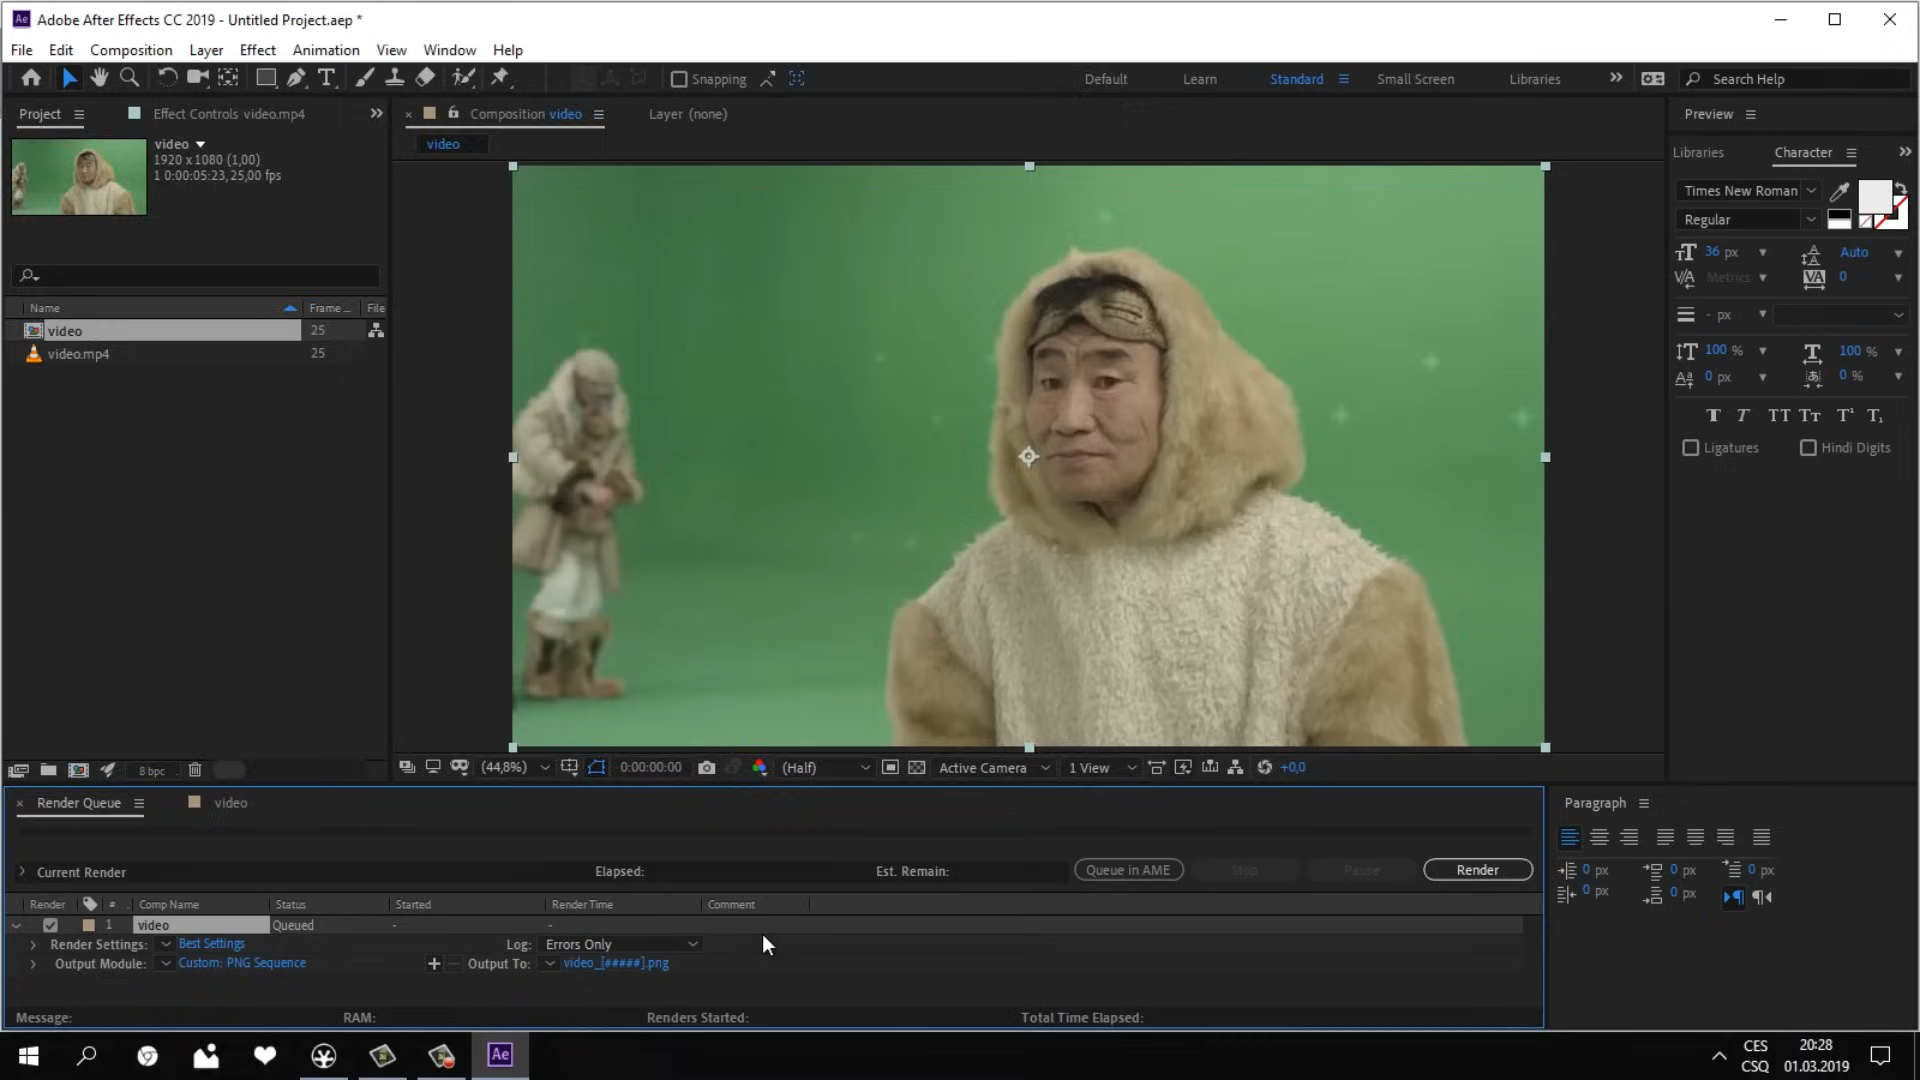 Adobe After Effects CC 2019 - Untitled Project.aep *
File Edit Composition Layer Effect Animation View Window Help
Snapping
Default Learn Standard Small Screen Libraries
Search Help
Project Effect Controls video.mp4
Composition video
Layer (none)
Preview
video
1920 x 1080 (1,00)
1 0:00:05:23, 25,00 fps
video
Libraries Character
Times New Roman
Regular
36 px Auto
Metrics 0
- px
100 % 100 %
0 px 0 %
Ligatures Hindi Digits
Name Frame ... File
video 25
video.mp4 25
8 bpc
(44,8%) 0:00:00:00 (Half) Active Camera 1 View +0,0
Render Queue video
Current Render Elapsed: Est. Remain: Queue in AME Stop Pause Render
Render # Comp Name Status Started Render Time Comment
1 video Queued - -
Render Settings: Best Settings Log: Errors Only
Output Module: Custom: PNG Sequence Output To: video_[#####].png
Message: RAM: Renders Started: Total Time Elapsed:
Paragraph
0 px 0 px 0 px
0 px 0 px
Ae
CES
CSQ
20:28
01.03.2019